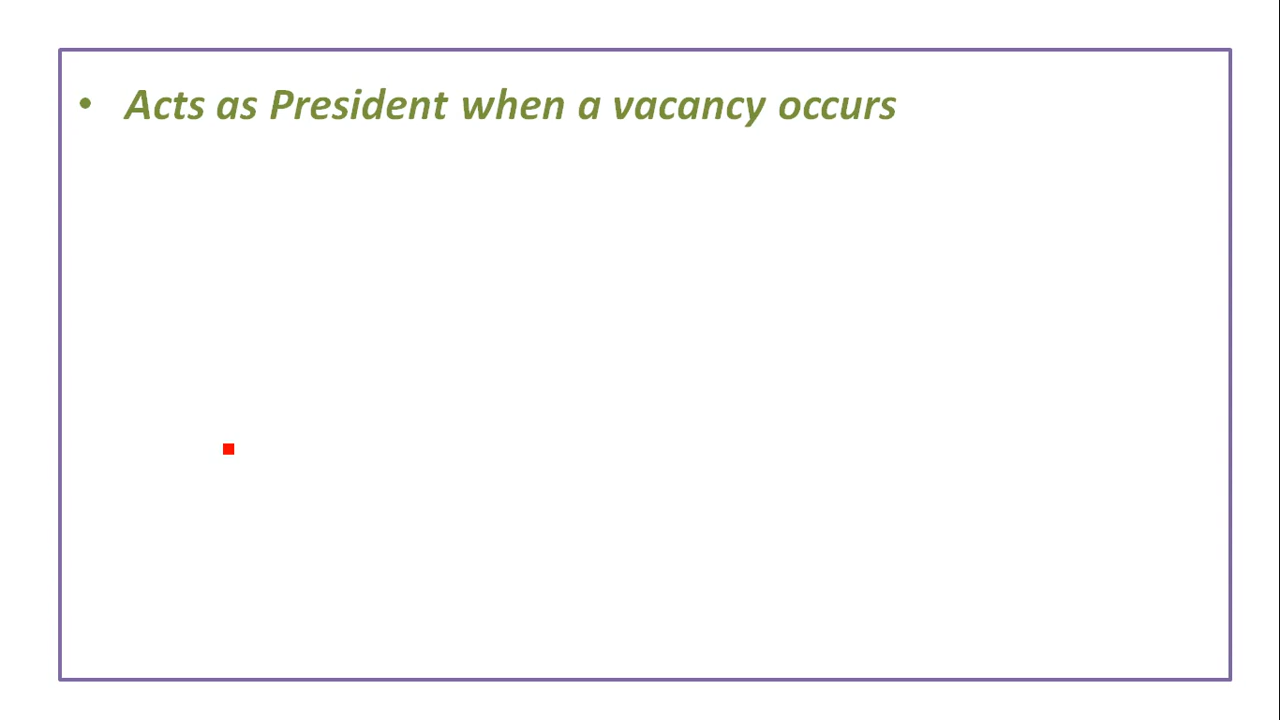 • Acts as President when a vacancy occurs